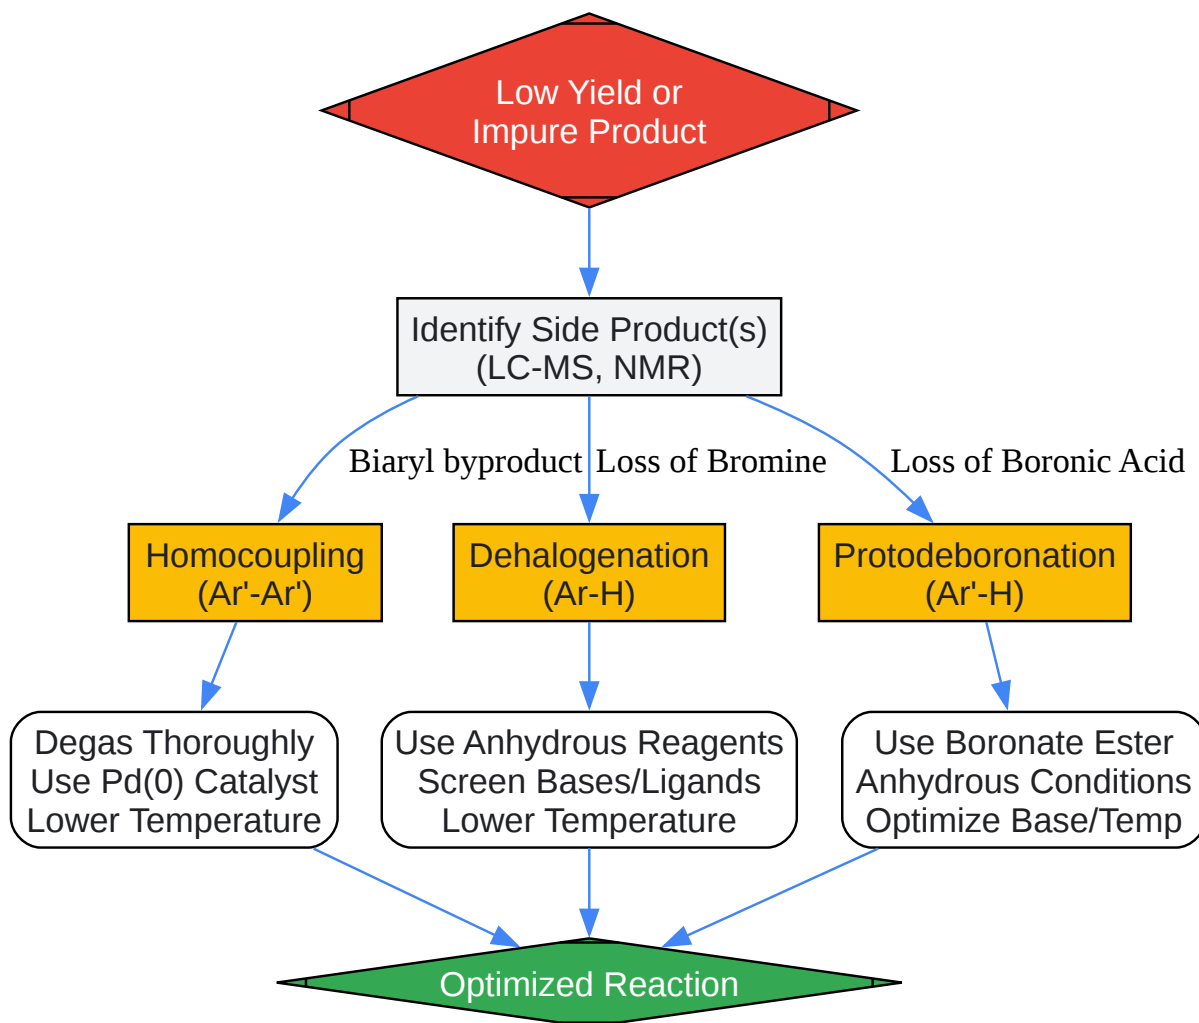 Low Yield or
Impure Product
Identify Side Product(s)
(LC-MS, NMR)
Biaryl byproduct
Loss of Bromine
Loss of Boronic Acid
Homocoupling
(Ar'-Ar')
Dehalogenation
(Ar-H)
Protodeboronation
(Ar'-H)
Degas Thoroughly
Use Pd(0) Catalyst
Lower Temperature
Use Anhydrous Reagents
Screen Bases/Ligands
Lower Temperature
Use Boronate Ester
Anhydrous Conditions
Optimize Base/Temp
Optimized Reaction